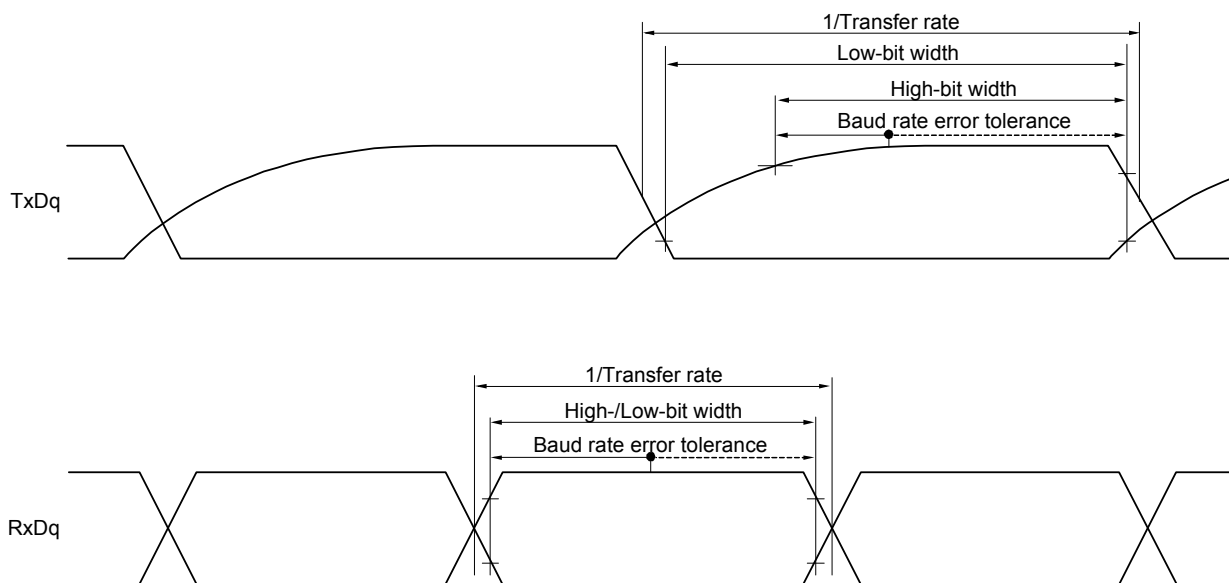 1/Transfer rate
Low-bit width
High-bit width
Baud rate error tolerance
TxDq
1/Transfer rate
High-/Low-bit width
Baud rate error tolerance
RxDq